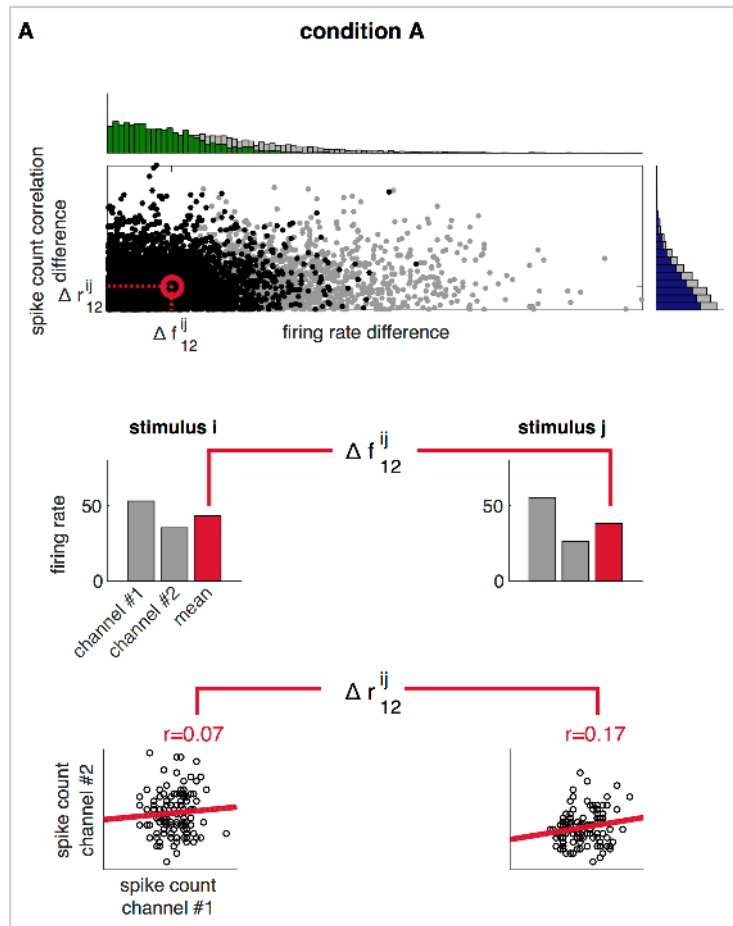 A
condition A
spike count correlation
difference
Δ r ij 12
Δ f ij 12
firing rate difference
stimulus i
stimulus j
Δ f ij 12
firing rate
50
0
50
0
channel #1
channel #2
mean
Δ r ij 12
r=0.07
r=0.17
spike count
channel #2
spike count
channel #1